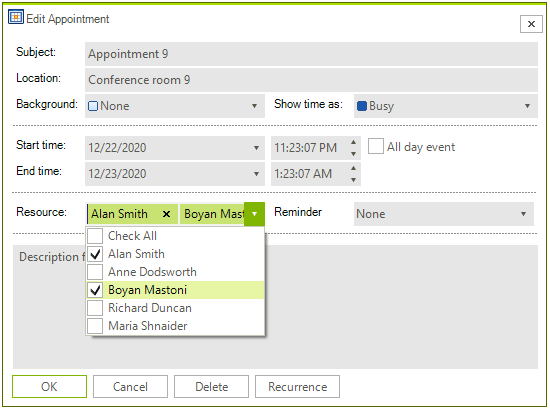 Edit Appointment
Subject: Appointment 9
Location: Conference room 9
Background: None Show time as: Busy
Start time: 12/22/2020 11:23:07 PM All day event
End time: 12/23/2020 1:23:07 AM
Resource: Alan Smith Boyan Mast Reminder None
Check All
Description f
Alan Smith
Anne Dodsworth
Boyan Mastoni
Richard Duncan
Maria Shnaider
OK Cancel Delete Recurrence